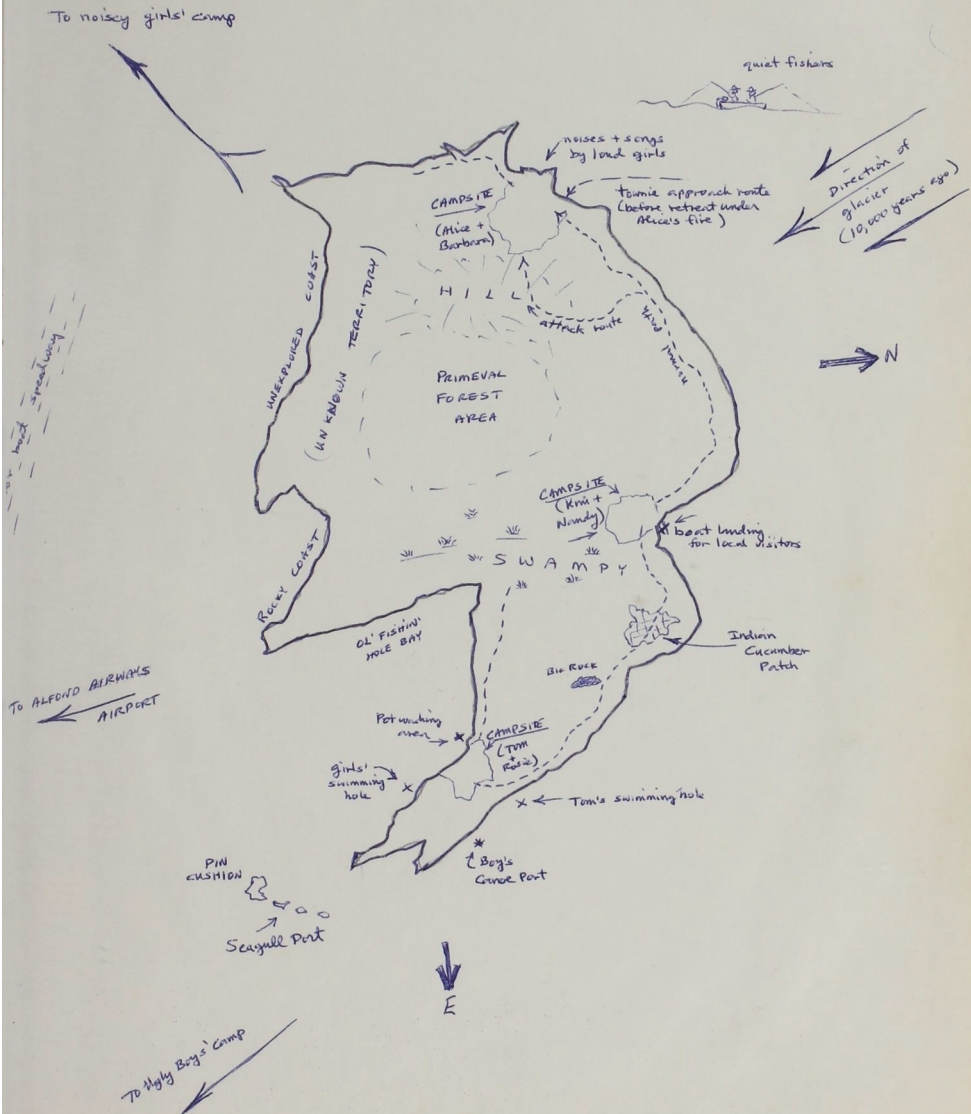 To noisey girls' camp
quiet fishers
noises + songs
by loud girls
townie approach route
(before retreat under
Alice's fire)
Direction of
glacier
(10,000 years ago)
CAMPSITE
(Alice +
Barbara)
HILL
attack route
normal path
N
UNEXPLORED COAST
(UNKNOWN TERRITORY)
boat speedway
PRIMEVAL
FOREST
AREA
CAMPSITE
(Kim +
Nandy)
boat landing
for local visitors
SWAMPY
ROCKY COAST
OL' FISHIN'
HOLE BAY
Indian
Cucumber
Patch
BIG ROCK
TO ALFOND AIRWAYS
AIRPORT
Pot washing
area
CAMPSITE
(Tom
+
Rosie)
girls'
swimming
hole
Tom's swimming hole
Boy's
Canoe Port
PIN
CUSHION
Seagull Port
E
To Ugly Boys' Camp